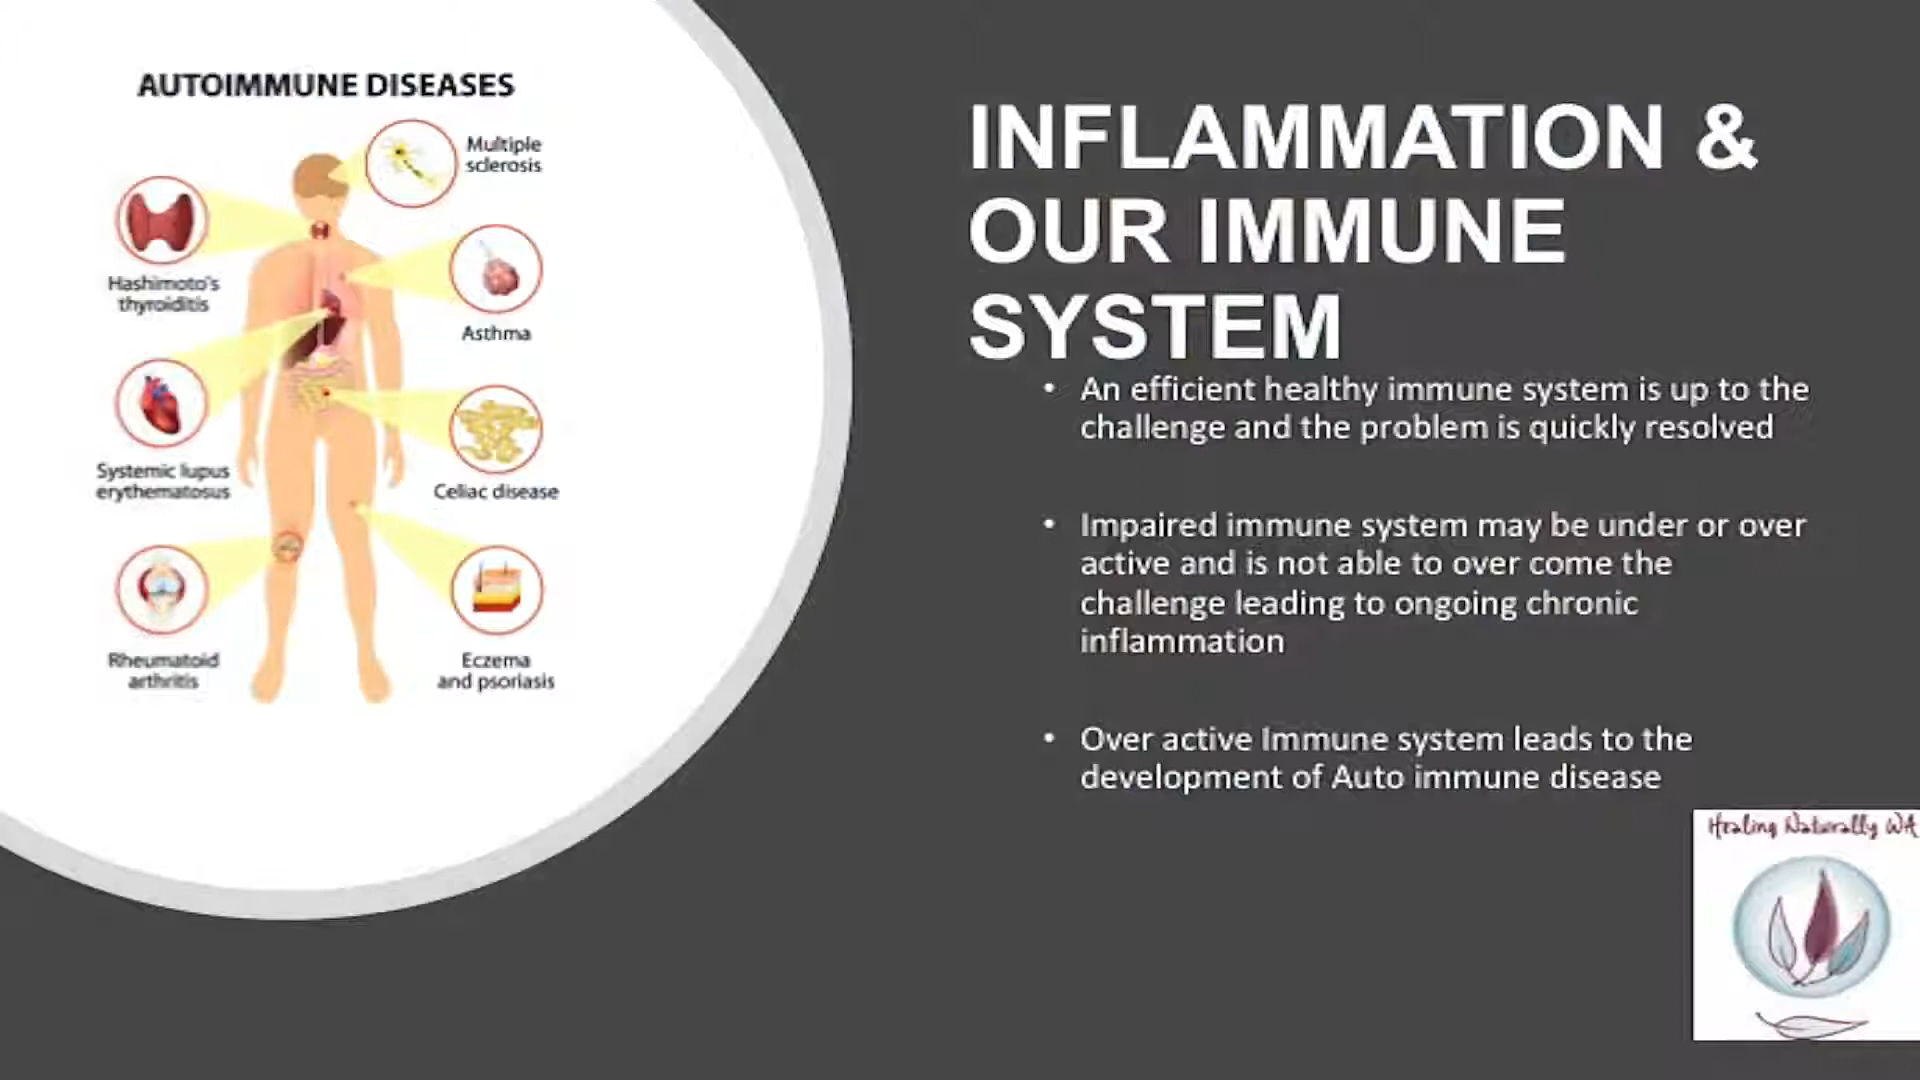 AUTOIMMUNE DISEASES
Multiple
sclerosis
Hashimoto's
thyroiditis
Asthma
Systemic lupus
erythematosus
Celiac disease
Rheumatoid
arthritis
Eczema
and psoriasis
INFLAMMATION &
OUR IMMUNE
SYSTEM
• An efficient healthy immune system is up to the
challenge and the problem is quickly resolved
• Impaired immune system may be under or over
active and is not able to over come the
challenge leading to ongoing chronic
inflammation
• Over active Immune system leads to the
development of Auto immune disease
Healing Naturally WA